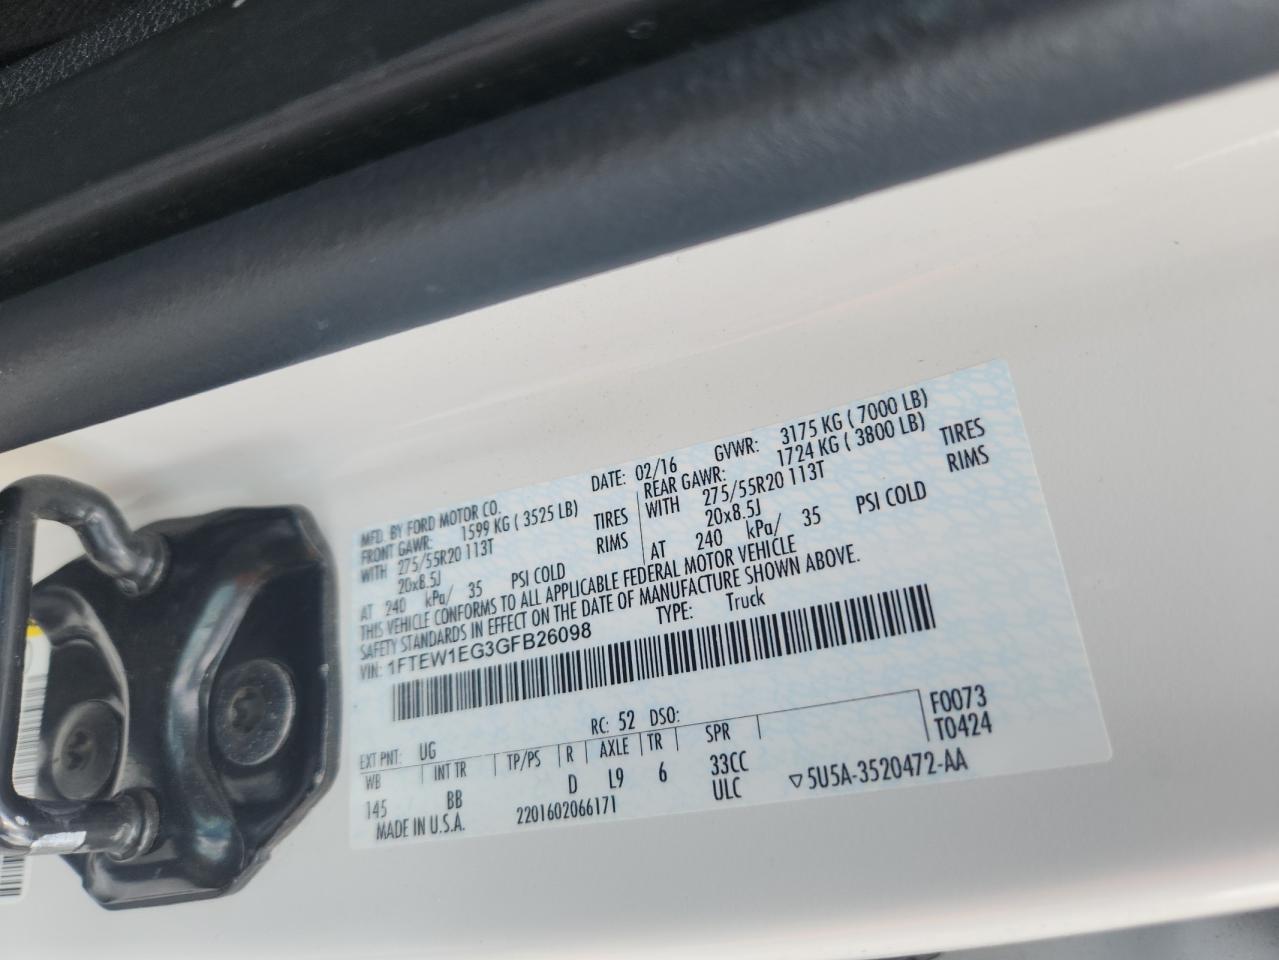 MFD. BY FORD MOTOR CO.
DATE: 02/16 GVWR: 3175 KG ( 7000 LB)
FRONT GAWR: 1599 KG ( 3525 LB)
REAR GAWR: 1724 KG ( 3800 LB)
WITH 275/55R20 113T TIRES
WITH 275/55R20 113T TIRES
20x8.5J RIMS
20x8.5J RIMS
AT 240 kPa/ 35 PSI COLD
AT 240 kPa/ 35 PSI COLD
THIS VEHICLE CONFORMS TO ALL APPLICABLE FEDERAL MOTOR VEHICLE
SAFETY STANDARDS IN EFFECT ON THE DATE OF MANUFACTURE SHOWN ABOVE.
VIN: 1FTEW1EG3GFB26098 TYPE: Truck
EXT PNT: UG RC: 52 DSO: F0073
WB INT TR TP/PS R AXLE TR SPR T0424
145 BB D L9 6 33CC
MADE IN U.S.A. 2201602066171 ULC ▽5U5A-3520472-AA